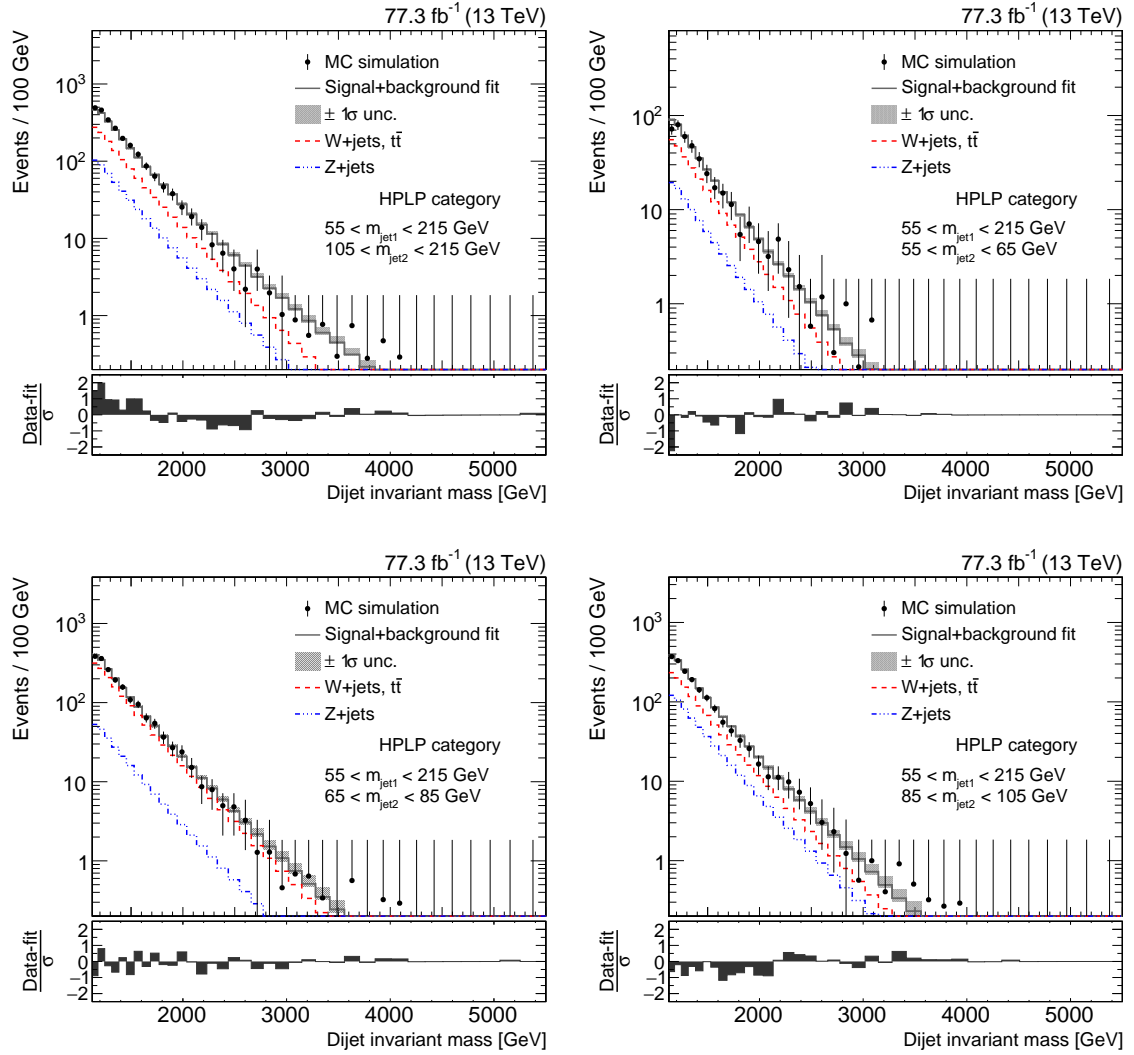 77.3 fb⁻¹ (13 TeV)
Events / 100 GeV
10³
10²
10
1
MC simulation
Signal+background fit
± 1σ unc.
W+jets, tt̄
Z+jets
HPLP category
55 < m_jet1 < 215 GeV
105 < m_jet2 < 215 GeV
Data-fit
σ
2
1
0
−1
−2
2000 3000 4000 5000
Dijet invariant mass [GeV]
77.3 fb⁻¹ (13 TeV)
Events / 100 GeV
10²
10
1
MC simulation
Signal+background fit
± 1σ unc.
W+jets, tt̄
Z+jets
HPLP category
55 < m_jet1 < 215 GeV
55 < m_jet2 < 65 GeV
Data-fit
σ
2
1
0
−1
−2
2000 3000 4000 5000
Dijet invariant mass [GeV]
77.3 fb⁻¹ (13 TeV)
Events / 100 GeV
10³
10²
10
1
MC simulation
Signal+background fit
± 1σ unc.
W+jets, tt̄
Z+jets
HPLP category
55 < m_jet1 < 215 GeV
65 < m_jet2 < 85 GeV
Data-fit
σ
2
1
0
−1
−2
2000 3000 4000 5000
Dijet invariant mass [GeV]
77.3 fb⁻¹ (13 TeV)
Events / 100 GeV
10³
10²
10
1
MC simulation
Signal+background fit
± 1σ unc.
W+jets, tt̄
Z+jets
HPLP category
55 < m_jet1 < 215 GeV
85 < m_jet2 < 105 GeV
Data-fit
σ
2
1
0
−1
−2
2000 3000 4000 5000
Dijet invariant mass [GeV]